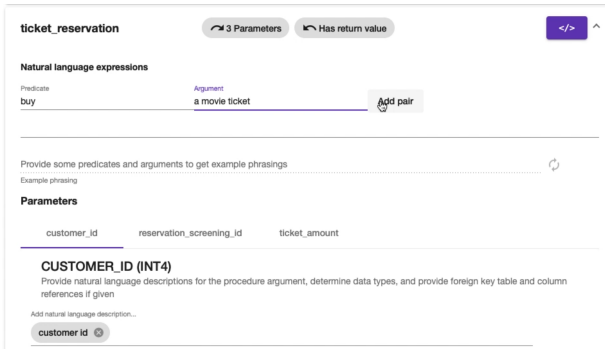 ticket_reservation
3 Parameters
Has return value
</>
Natural language expressions
Predicate
Argument
buy
a movie ticket
Add pair
Provide some predicates and arguments to get example phrasings
Example phrasing
Parameters
customer_id
reservation_screening_id
ticket_amount
CUSTOMER_ID (INT4)
Provide natural language descriptions for the procedure argument, determine data types, and provide foreign key table and column
references if given
Add natural language description...
customer id